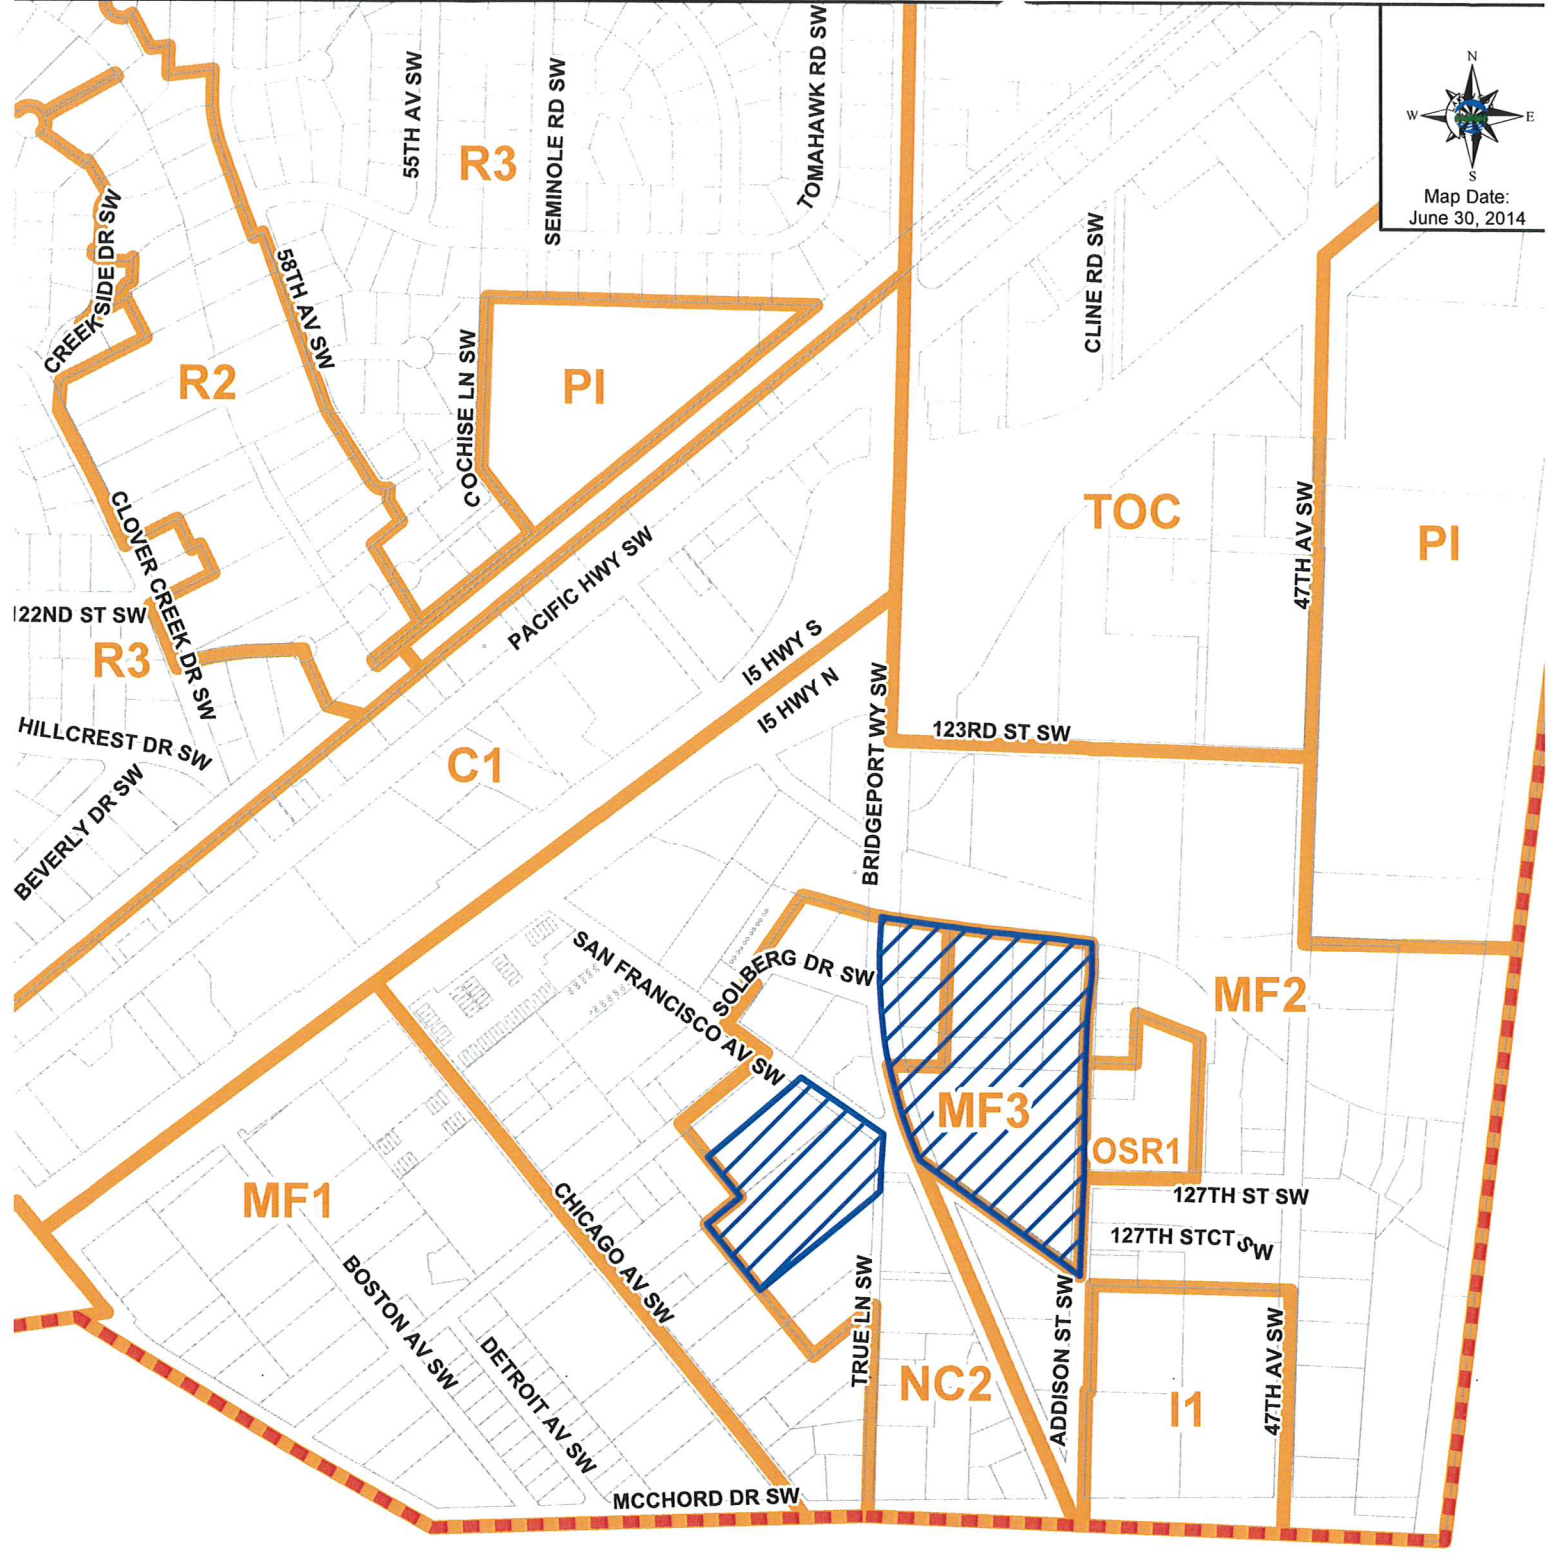 N
W
E
S
Map Date:
June 30, 2014
55TH AV SW
SEMINOLE RD SW
TOMAHAWK RD SW
R3
CREEKSIDE DR SW
58TH AV SW
CLINE RD SW
R2
COCHISE LN SW
PI
TOC
47TH AV SW
PI
CLOVER CREEK DR SW
PACIFIC HWY SW
22ND ST SW
R3
I5 HWY S
I5 HWY N
BRIDGEPORT WY SW
123RD ST SW
HILLCREST DR SW
BEVERLY DR SW
C1
SAN FRANCISCO AV SW
SOLBERG DR SW
MF2
MF3
OSR1
MF1
127TH ST SW
127TH STCT SW
CHICAGO AV SW
BOSTON AV SW
DETROIT AV SW
TRUE LN SW
NC2
ADDISON ST SW
I1
47TH AV SW
MCCHORD DR SW